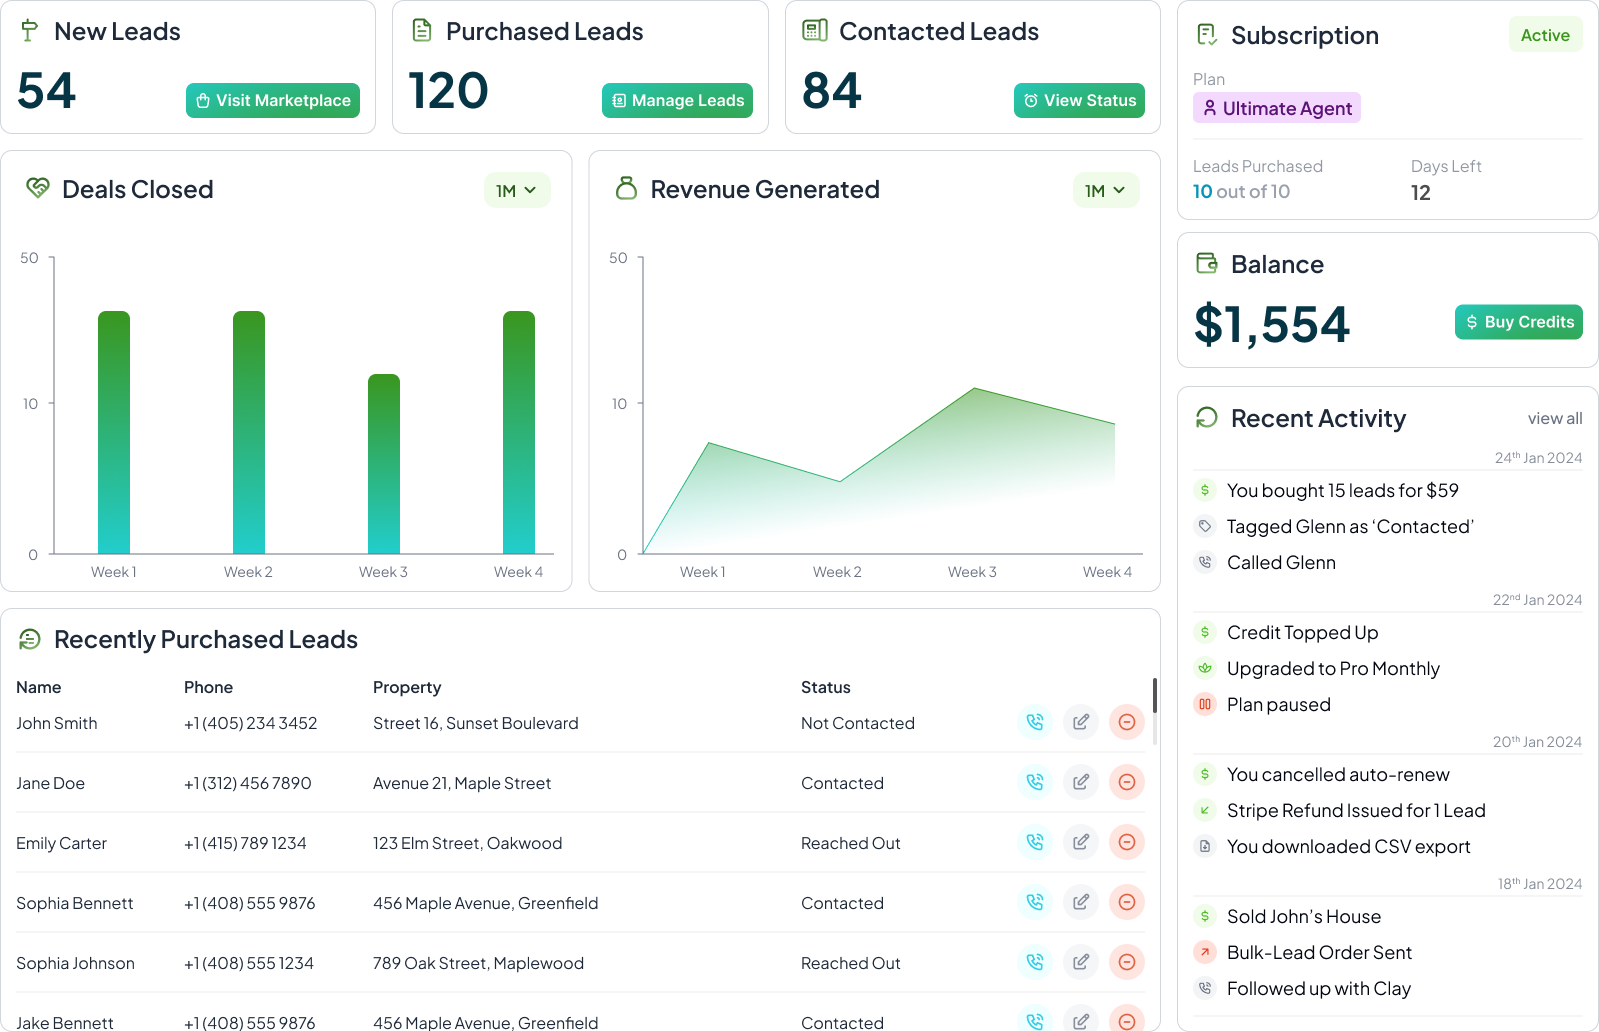 New Leads
54
Visit Marketplace
Purchased Leads
120
Manage Leads
Contacted Leads
84
View Status
Subscription
Active
Plan
Ultimate Agent
Leads Purchased
Days Left
10 out of 10
12
Deals Closed
1M
50
10
0
Week 1
Week 2
Week 3
Week 4
Revenue Generated
1M
50
10
0
Week 1
Week 2
Week 3
Week 4
Balance
$1,554
$ Buy Credits
Recent Activity
view all
24th Jan 2024
$ You bought 15 leads for $59
Tagged Glenn as ‘Contacted’
Called Glenn
22nd Jan 2024
$ Credit Topped Up
Upgraded to Pro Monthly
Plan paused
20th Jan 2024
$ You cancelled auto-renew
Stripe Refund Issued for 1 Lead
You downloaded CSV export
18th Jan 2024
$ Sold John’s House
Bulk-Lead Order Sent
Followed up with Clay
Recently Purchased Leads
Name Phone Property Status
John Smith +1 (405) 234 3452 Street 16, Sunset Boulevard Not Contacted
Jane Doe +1 (312) 456 7890 Avenue 21, Maple Street Contacted
Emily Carter +1 (415) 789 1234 123 Elm Street, Oakwood Reached Out
Sophia Bennett +1 (408) 555 9876 456 Maple Avenue, Greenfield Contacted
Sophia Johnson +1 (408) 555 1234 789 Oak Street, Maplewood Reached Out
Jake Bennett +1 (408) 555 9876 456 Maple Avenue, Greenfield Contacted